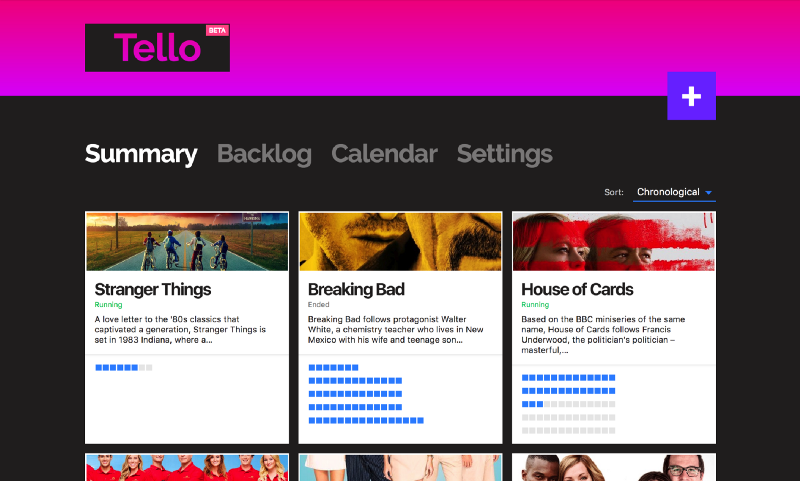 Tello
BETA
+
Summary Backlog Calendar Settings
Sort: Chronological
Stranger Things
Running
A love letter to the '80s classics that
captivated a generation, Stranger Things is
set in 1983 Indiana, where a...
Breaking Bad
Ended
Breaking Bad follows protagonist Walter
White, a chemistry teacher who lives in New
Mexico with his wife and teenage son...
House of Cards
Running
Based on the BBC miniseries of the same
name, House of Cards follows Francis
Underwood, the politician's politician –
masterful,...